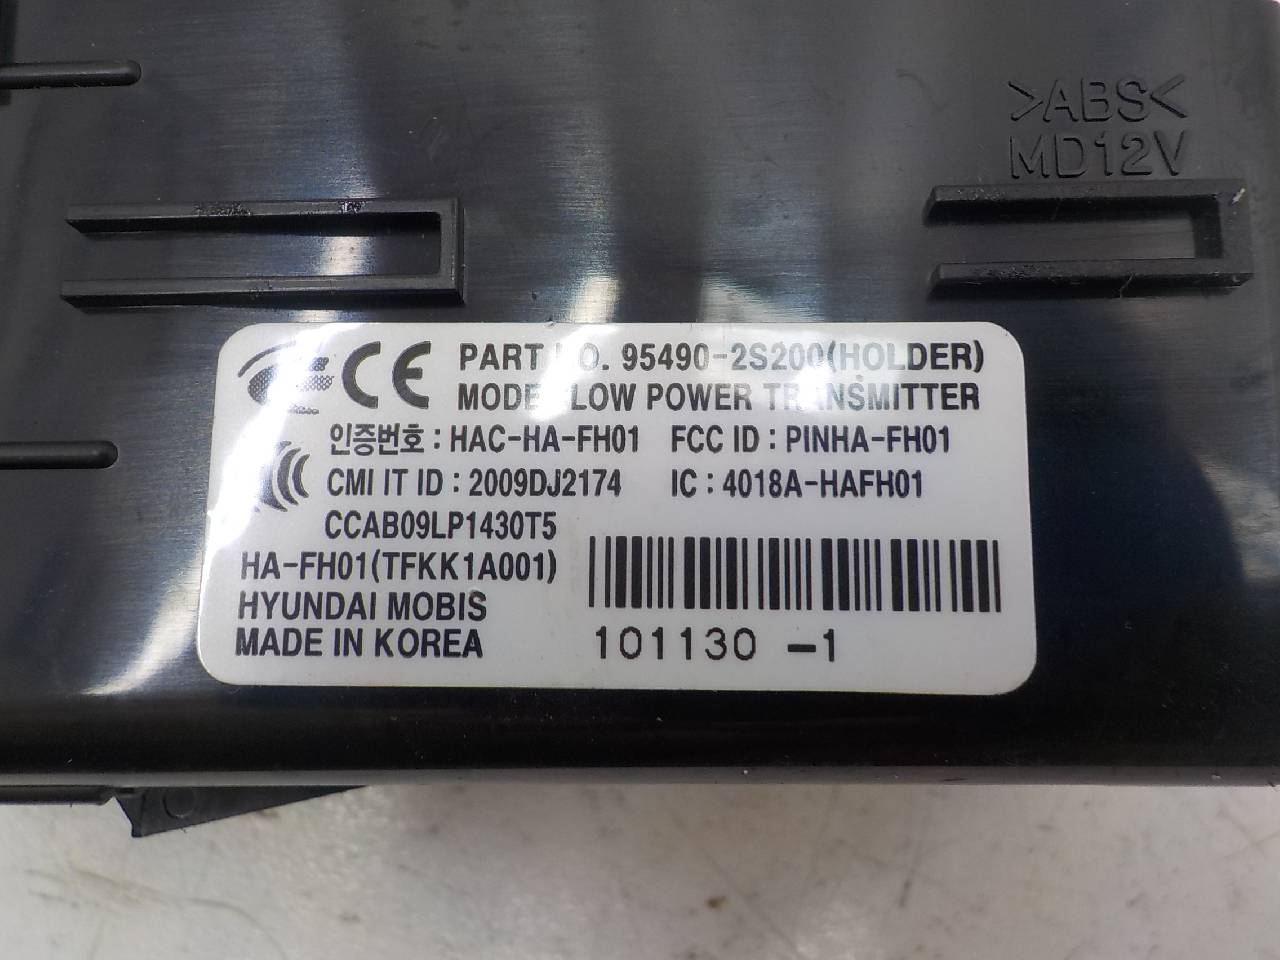 >ABS<
MD12V
CE PART NO. 95490-2S200(HOLDER)
MODEL LOW POWER TRANSMITTER
인증번호 : HAC-HA-FH01 FCC ID : PINHA-FH01
CMI IT ID : 2009DJ2174 IC : 4018A-HAFH01
CCAB09LP1430T5
HA-FH01(TFKK1A001)
HYUNDAI MOBIS
MADE IN KOREA
101130 -1